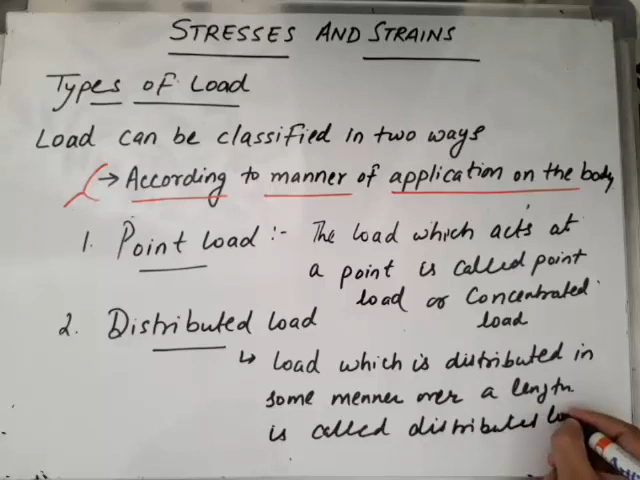 STRESSES AND STRAINS
Types of Load
Load can be classified in two ways
→ According to manner of application on the body
1. Point Load :- The load which acts at
a point is called point
load or concentrated
load
2. Distributed load
↳ Load which is distributed in
some menner over a length
is called distributed